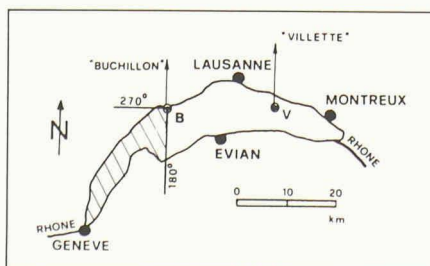 "VILLETTE"
LAUSANNE
"BUCHILLON"
MONTREUX
270°
B
V
N
EVIAN
RHONE
180°
0 10 20
km
RHONE
GENEVE